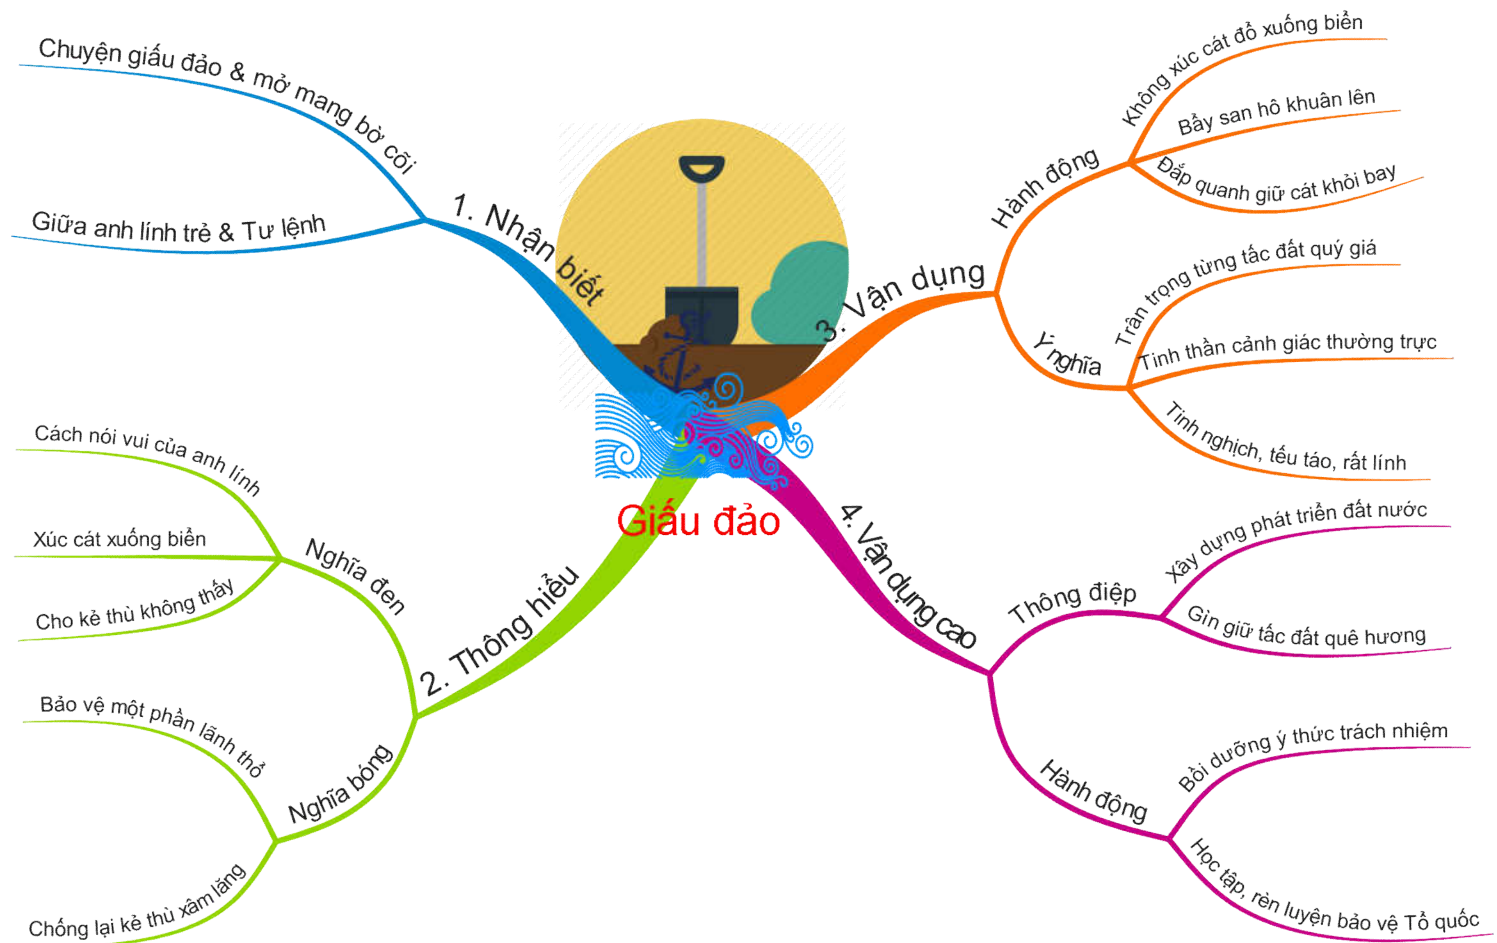 Giấu đảo
1. Nhận biết
Chuyện giấu đảo & mở mang bờ cõi
Giữa anh lính trẻ & Tư lệnh
2. Thông hiểu
Nghĩa đen
Cách nói vui của anh lính
Xúc cát xuống biển
Cho kẻ thù không thấy
Nghĩa bóng
Bảo vệ một phần lãnh thổ
Chống lại kẻ thù xâm lăng
3. Vận dụng
Hành động
Không xúc cát đổ xuống biển
Bẩy san hô khuân lên
Đắp quanh giữ cát khỏi bay
Ý nghĩa
Trân trọng từng tấc đất quý giá
Tinh thần cảnh giác thường trực
Tinh nghịch, tếu táo, rất lính
4. Vận dụng cao
Thông điệp
Xây dựng phát triển đất nước
Gìn giữ tấc đất quê hương
Hành động
Bồi dưỡng ý thức trách nhiệm
Học tập, rèn luyện bảo vệ Tổ quốc